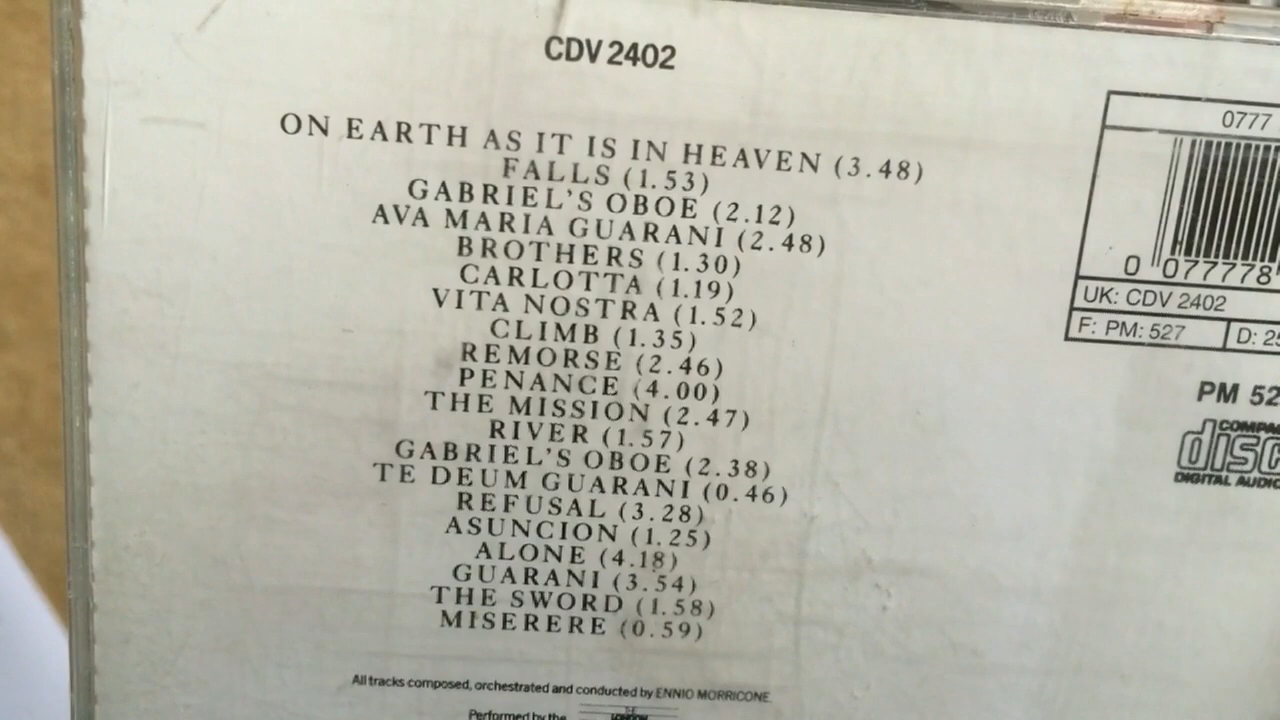 CDV 2402
ON EARTH AS IT IS IN HEAVEN (3.48)
FALLS (1.53)
GABRIEL'S OBOE (2.12)
AVA MARIA GUARANI (2.48)
BROTHERS (1.30)
CARLOTTA (1.19)
VITA NOSTRA (1.52)
CLIMB (1.35)
REMORSE (2.46)
PENANCE (4.00)
THE MISSION (2.47)
RIVER (1.57)
GABRIEL'S OBOE (2.38)
TE DEUM GUARANI (0.46)
REFUSAL (3.28)
ASUNCION (1.25)
ALONE (4.18)
GUARANI (3.54)
THE SWORD (1.58)
MISERERE (0.59)
All tracks composed, orchestrated and conducted by ENNIO MORRICONE.
Performed by the
THE
LONDON
0777
0 077778
UK: CDV 2402
F: PM: 527
D: 25
PM 52
COMPA
disc
DIGITAL AUDIO